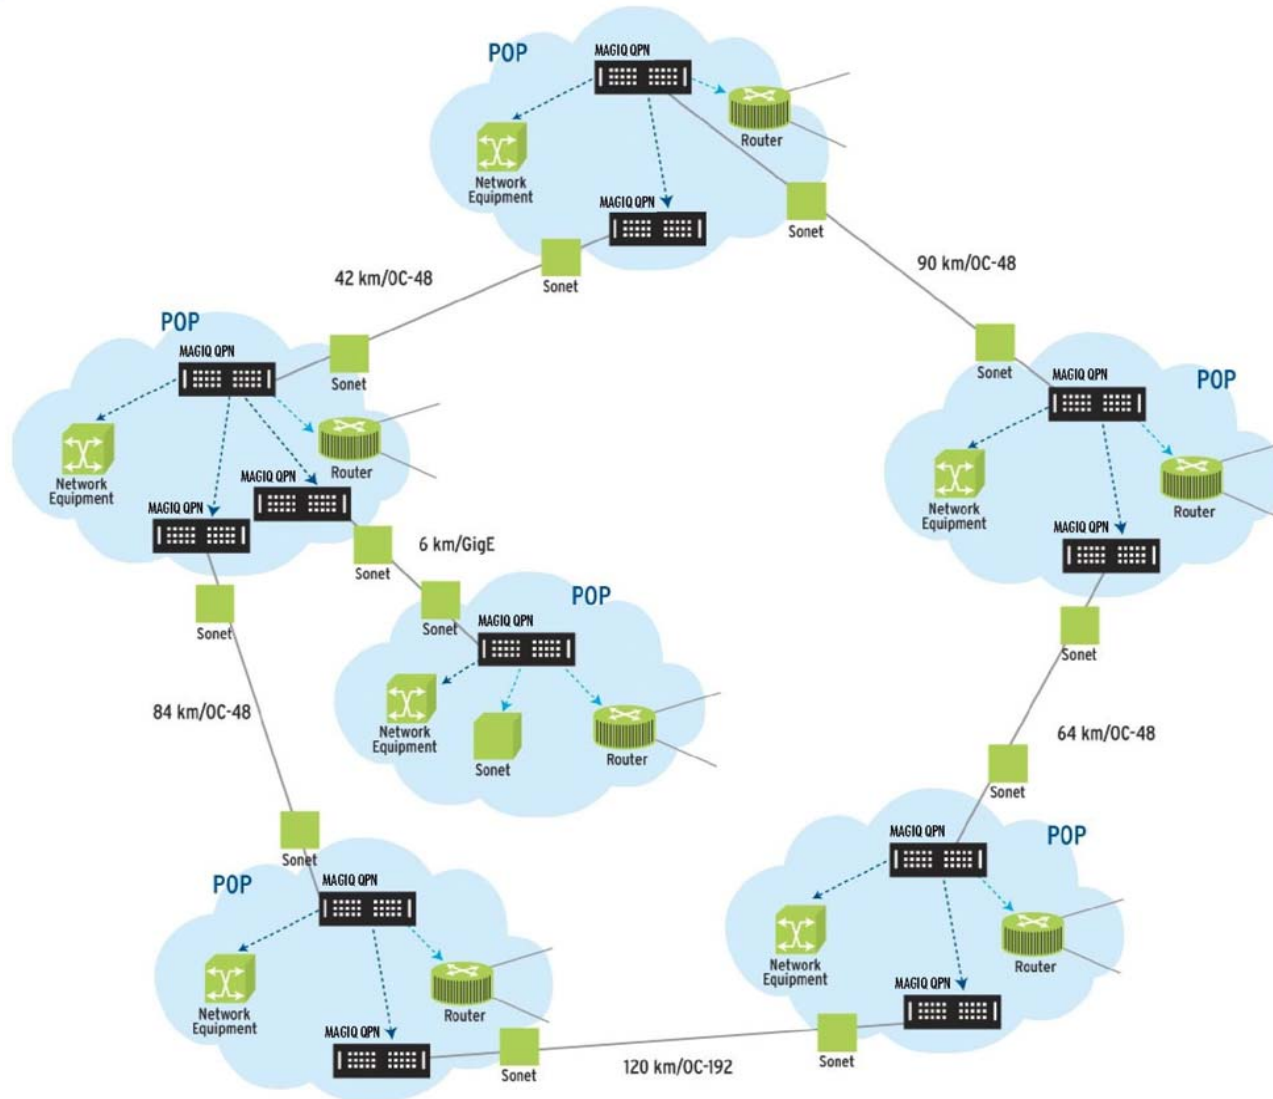 POP
MAGIQ QPN
Router
Network
Equipment
MAGIQ QPN
Sonet
Sonet
42 km/OC-48
90 km/OC-48
POP
MAGIQ QPN
Sonet
Network
Equipment
Router
MAGIQ QPN
MAGIQ QPN
Sonet
POP
MAGIQ QPN
Sonet
Network
Equipment
Router
MAGIQ QPN
Sonet
6 km/GigE
Sonet
Sonet
POP
MAGIQ QPN
Network
Equipment
Sonet
Router
84 km/OC-48
64 km/OC-48
Sonet
POP
MAGIQ QPN
Network
Equipment
Router
MAGIQ QPN
Sonet
Sonet
POP
MAGIQ QPN
Network
Equipment
Router
MAGIQ QPN
Sonet
120 km/OC-192
Sonet